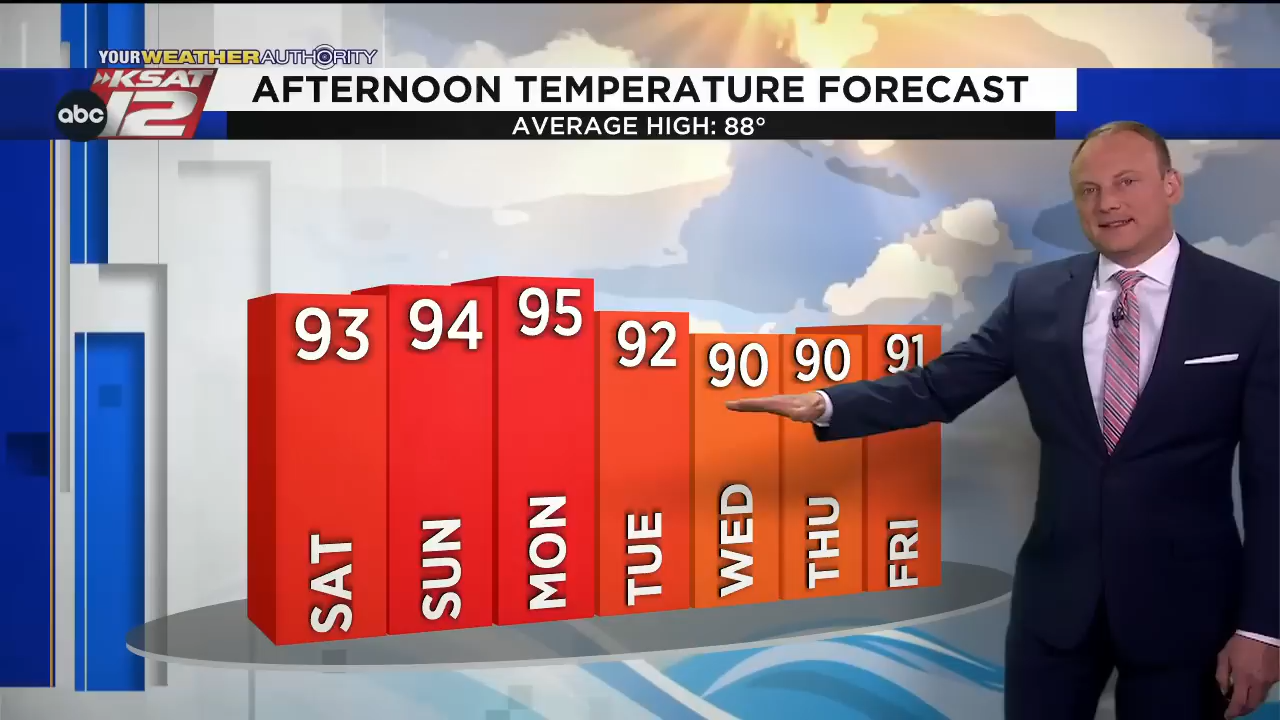 YOURWEATHERAUTHORITY
KSAT
abc 12
AFTERNOON TEMPERATURE FORECAST
AVERAGE HIGH: 88°
93 94 95 92 90 90 91
SAT SUN MON TUE WED THU FRI